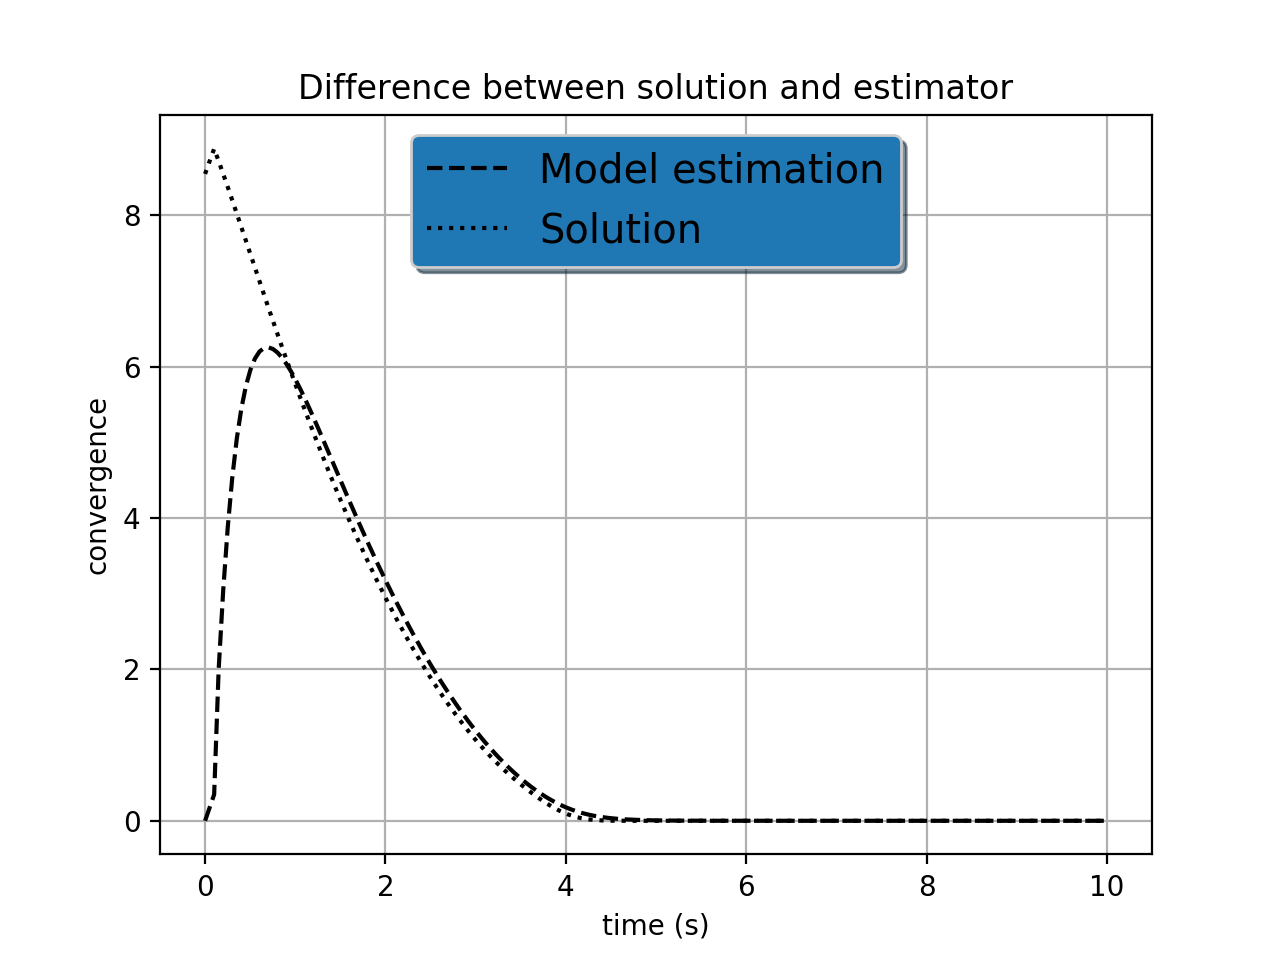 Difference between solution and estimator
Model estimation
Solution
convergence
8
6
4
2
0
0 2 4 6 8 10
time (s)